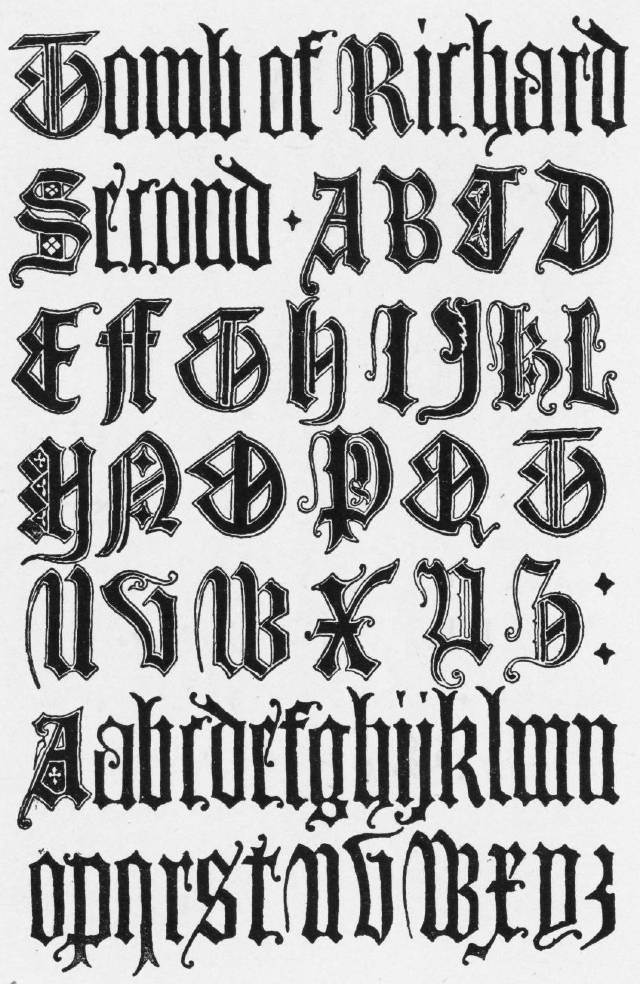 Tomb of Richard
Second · A B C D
E F G H I J K L
M N O P Q T
U V W X Y Z :
A a b c d e f g h i j k l m n
o p q r s t u v w x y z